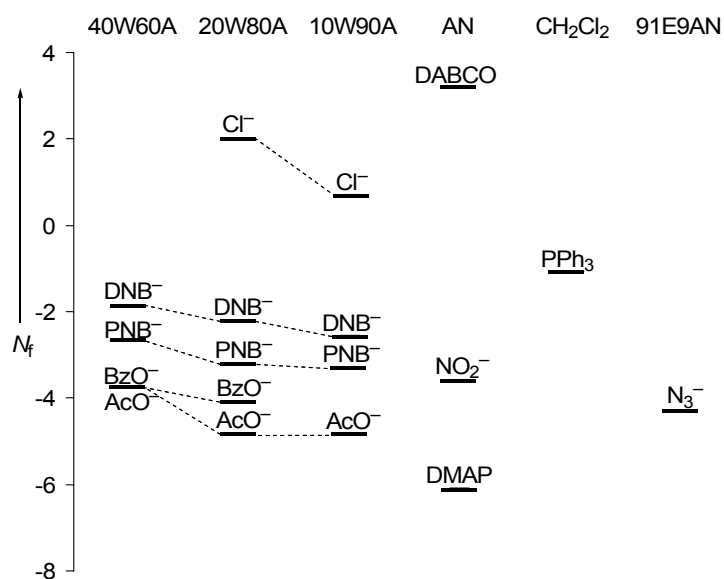 40W60A 20W80A 10W90A AN CH₂Cl₂ 91E9AN
4
DABCO
2
Cl⁻
Cl⁻
0
PPh₃
DNB⁻
DNB⁻
DNB⁻
-2
N_f
PNB⁻
PNB⁻
PNB⁻
NO₂⁻
BzO⁻
BzO⁻
-4
AcO⁻
AcO⁻
AcO⁻
N₃⁻
DMAP
-6
-8